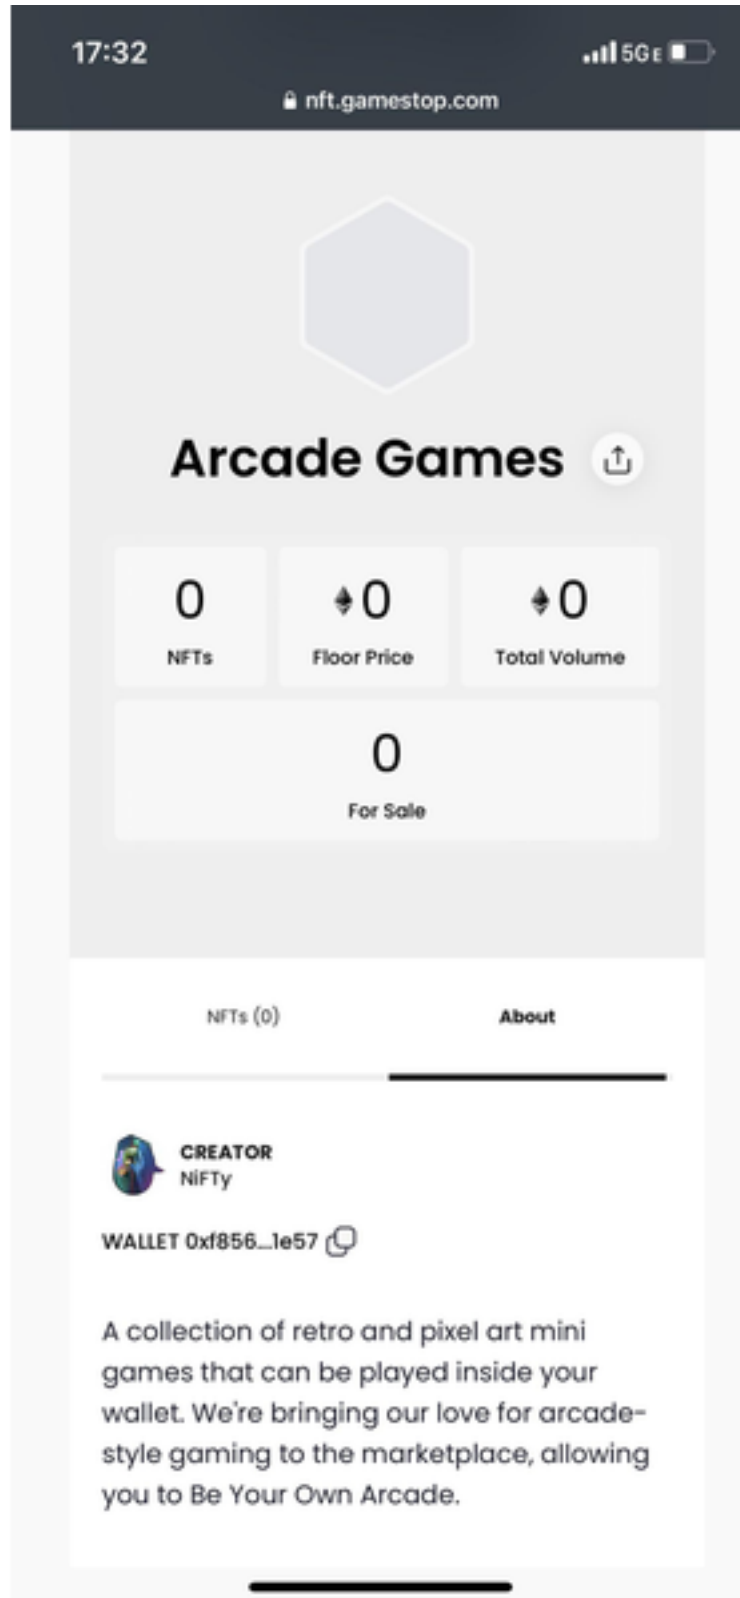 17:32
5GE
nft.gamestop.com
Arcade Games
0
NFTs
0
Floor Price
0
Total Volume
0
For Sale
NFTs (0)
About
CREATOR
NiFTy
WALLET 0xf856...1e57
A collection of retro and pixel art mini
games that can be played inside your
wallet. We're bringing our love for arcade-
style gaming to the marketplace, allowing
you to Be Your Own Arcade.